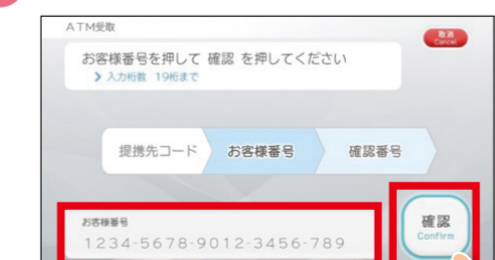 ATM受取
取消
Cancel
お客様番号を押して 確認 を押してください
入力桁数 19桁まで
提携先コード
お客様番号
確認番号
お客様番号
1234-5678-9012-3456-789
確認
Confirm